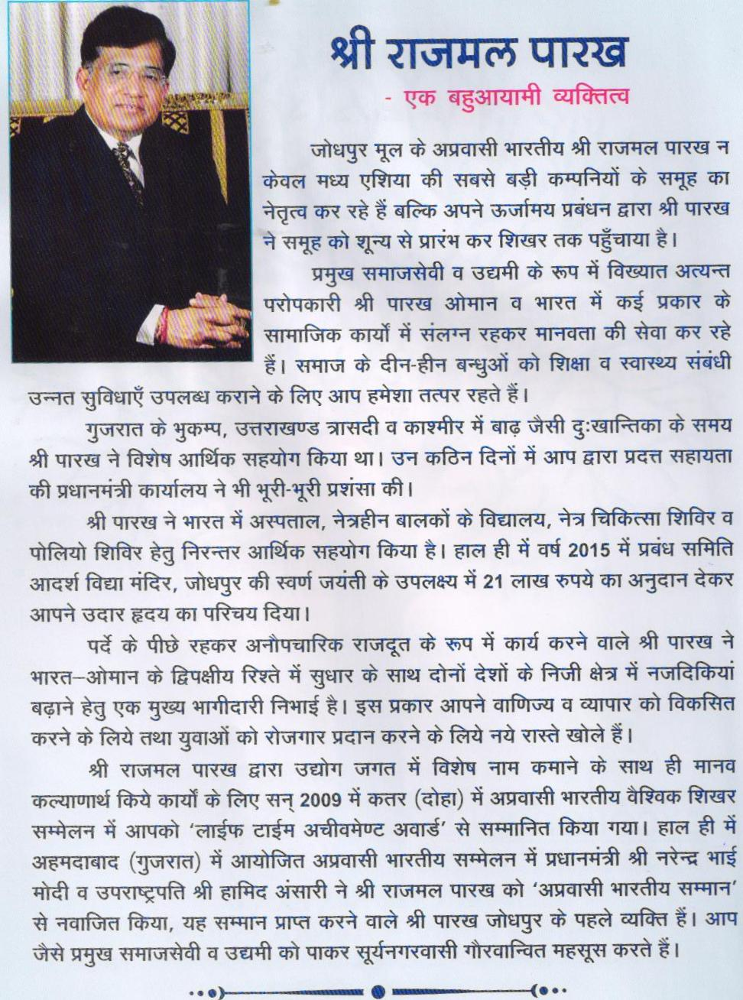 श्री राजमल पारख
- एक बहुआयामी व्यक्तित्व
जोधपुर मूल के अप्रवासी भारतीय श्री राजमल पारख न
केवल मध्य एशिया की सबसे बड़ी कम्पनियों के समूह का
नेतृत्व कर रहे हैं बल्कि अपने ऊर्जामय प्रबंधन द्वारा श्री पारख
ने समूह को शून्य से प्रारंभ कर शिखर तक पहुँचाया है।
प्रमुख समाजसेवी व उद्यमी के रूप में विख्यात अत्यन्त
परोपकारी श्री पारख ओमान व भारत में कई प्रकार के
सामाजिक कार्यों में संलग्न रहकर मानवता की सेवा कर रहे
हैं। समाज के दीन-हीन बन्धुओं को शिक्षा व स्वास्थ्य संबंधी
उन्नत सुविधाएँ उपलब्ध कराने के लिए आप हमेशा तत्पर रहते हैं।
गुजरात के भुकम्प, उत्तराखण्ड त्रासदी व काश्मीर में बाढ़ जैसी दुःखान्तिका के समय
श्री पारख ने विशेष आर्थिक सहयोग किया था। उन कठिन दिनों में आप द्वारा प्रदत्त सहायता
की प्रधानमंत्री कार्यालय ने भी भूरी-भूरी प्रशंसा की।
श्री पारख ने भारत में अस्पताल, नेत्रहीन बालकों के विद्यालय, नेत्र चिकित्सा शिविर व
पोलियो शिविर हेतु निरन्तर आर्थिक सहयोग किया है। हाल ही में वर्ष 2015 में प्रबंध समिति
आदर्श विद्या मंदिर, जोधपुर की स्वर्ण जयंती के उपलक्ष्य में 21 लाख रुपये का अनुदान देकर
आपने उदार हृदय का परिचय दिया।
पर्दे के पीछे रहकर अनौपचारिक राजदूत के रूप में कार्य करने वाले श्री पारख ने
भारत–ओमान के द्विपक्षीय रिश्ते में सुधार के साथ दोनों देशों के निजी क्षेत्र में नजदिकियां
बढ़ाने हेतु एक मुख्य भागीदारी निभाई है। इस प्रकार आपने वाणिज्य व व्यापार को विकसित
करने के लिये तथा युवाओं को रोजगार प्रदान करने के लिये नये रास्ते खोले हैं।
श्री राजमल पारख द्वारा उद्योग जगत में विशेष नाम कमाने के साथ ही मानव
कल्याणार्थ किये कार्यों के लिए सन् 2009 में कतर (दोहा) में अप्रवासी भारतीय वैश्विक शिखर
सम्मेलन में आपको ‘लाईफ टाईम अचीवमेण्ट अवार्ड’ से सम्मानित किया गया। हाल ही में
अहमदाबाद (गुजरात) में आयोजित अप्रवासी भारतीय सम्मेलन में प्रधानमंत्री श्री नरेन्द्र भाई
मोदी व उपराष्ट्रपति श्री हामिद अंसारी ने श्री राजमल पारख को ‘अप्रवासी भारतीय सम्मान’
से नवाजित किया, यह सम्मान प्राप्त करने वाले श्री पारख जोधपुर के पहले व्यक्ति हैं। आप
जैसे प्रमुख समाजसेवी व उद्यमी को पाकर सूर्यनगरवासी गौरवान्वित महसूस करते हैं।